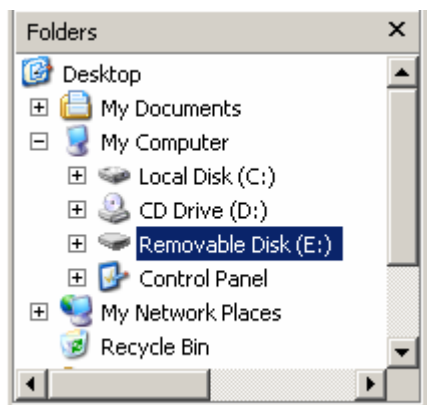 Folders
Desktop
My Documents
My Computer
Local Disk (C:)
CD Drive (D:)
Removable Disk (E:)
Control Panel
My Network Places
Recycle Bin